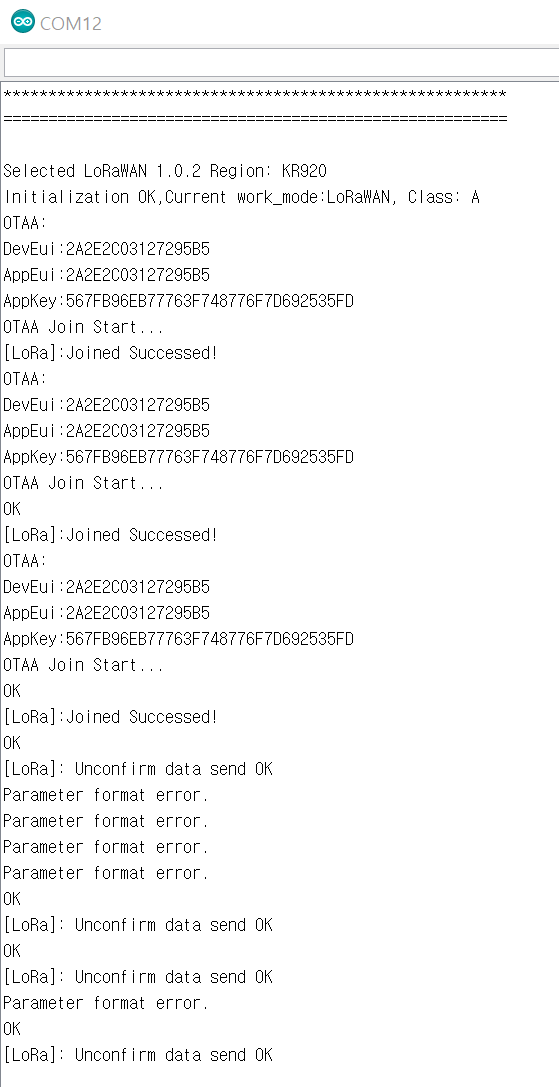 COM12
********************************************************
========================================================
Selected LoRaWAN 1.0.2 Region: KR920
Initialization OK,Current work_mode:LoRaWAN, Class: A
OTAA:
DevEui:2A2E2C03127295B5
AppEui:2A2E2C03127295B5
AppKey:567FB96EB77763F748776F7D692535FD
OTAA Join Start...
[LoRa]:Joined Successed!
OTAA:
DevEui:2A2E2C03127295B5
AppEui:2A2E2C03127295B5
AppKey:567FB96EB77763F748776F7D692535FD
OTAA Join Start...
OK
[LoRa]:Joined Successed!
OTAA:
DevEui:2A2E2C03127295B5
AppEui:2A2E2C03127295B5
AppKey:567FB96EB77763F748776F7D692535FD
OTAA Join Start...
OK
[LoRa]:Joined Successed!
OK
[LoRa]: Unconfirm data send OK
Parameter format error.
Parameter format error.
Parameter format error.
Parameter format error.
OK
[LoRa]: Unconfirm data send OK
OK
[LoRa]: Unconfirm data send OK
Parameter format error.
OK
[LoRa]: Unconfirm data send OK